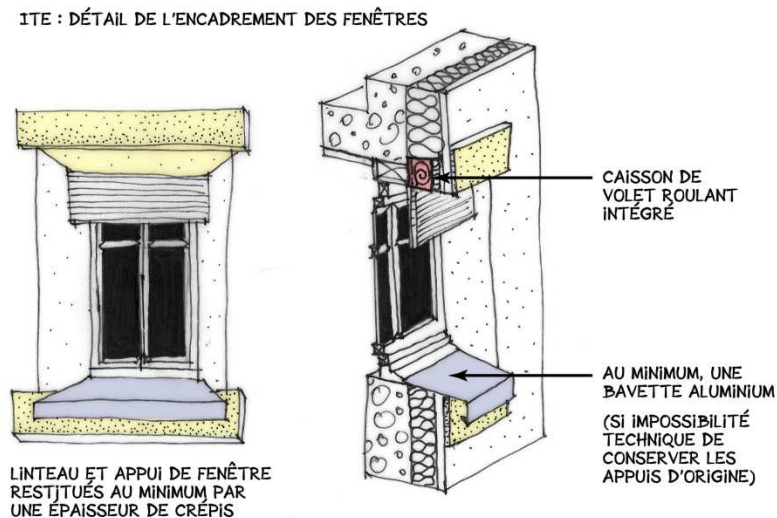 ITE : DÉTAIL DE L'ENCADREMENT DES FENÊTRES
CAISSON DE
VOLET ROULANT
INTÉGRÉ
AU MINIMUM, UNE
BAVETTE ALUMINIUM
(SI IMPOSSIBILITÉ
TECHNIQUE DE
CONSERVER LES
APPUIS D'ORIGINE)
LINTEAU ET APPUI DE FENÊTRE
RESTITUÉS AU MINIMUM PAR
UNE ÉPAISSEUR DE CRÉPIS